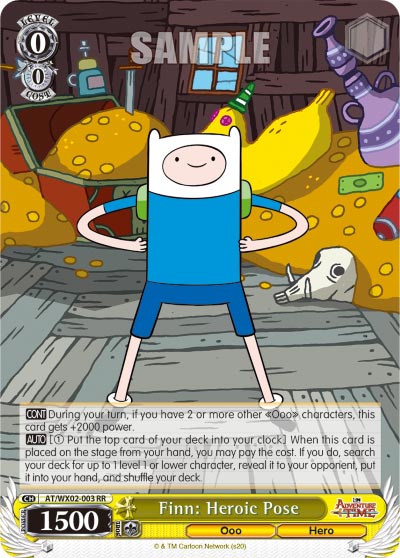 LEVEL
0
0
COST
SAMPLE
CONT During your turn, if you have 2 or more other «Ooo» characters, this
card gets +2000 power.
AUTO [① Put the top card of your deck into your clock] When this card is
placed on the stage from your hand, you may pay the cost. If you do, search
your deck for up to 1 level 1 or lower character, reveal it to your opponent, put
it into your hand, and shuffle your deck.
CH AT/WX02-003 RR
Finn: Heroic Pose
POWER
1500
SOUL
Ooo
Hero
ADVENTURE
TIME
© & TM Cartoon Network (s20)